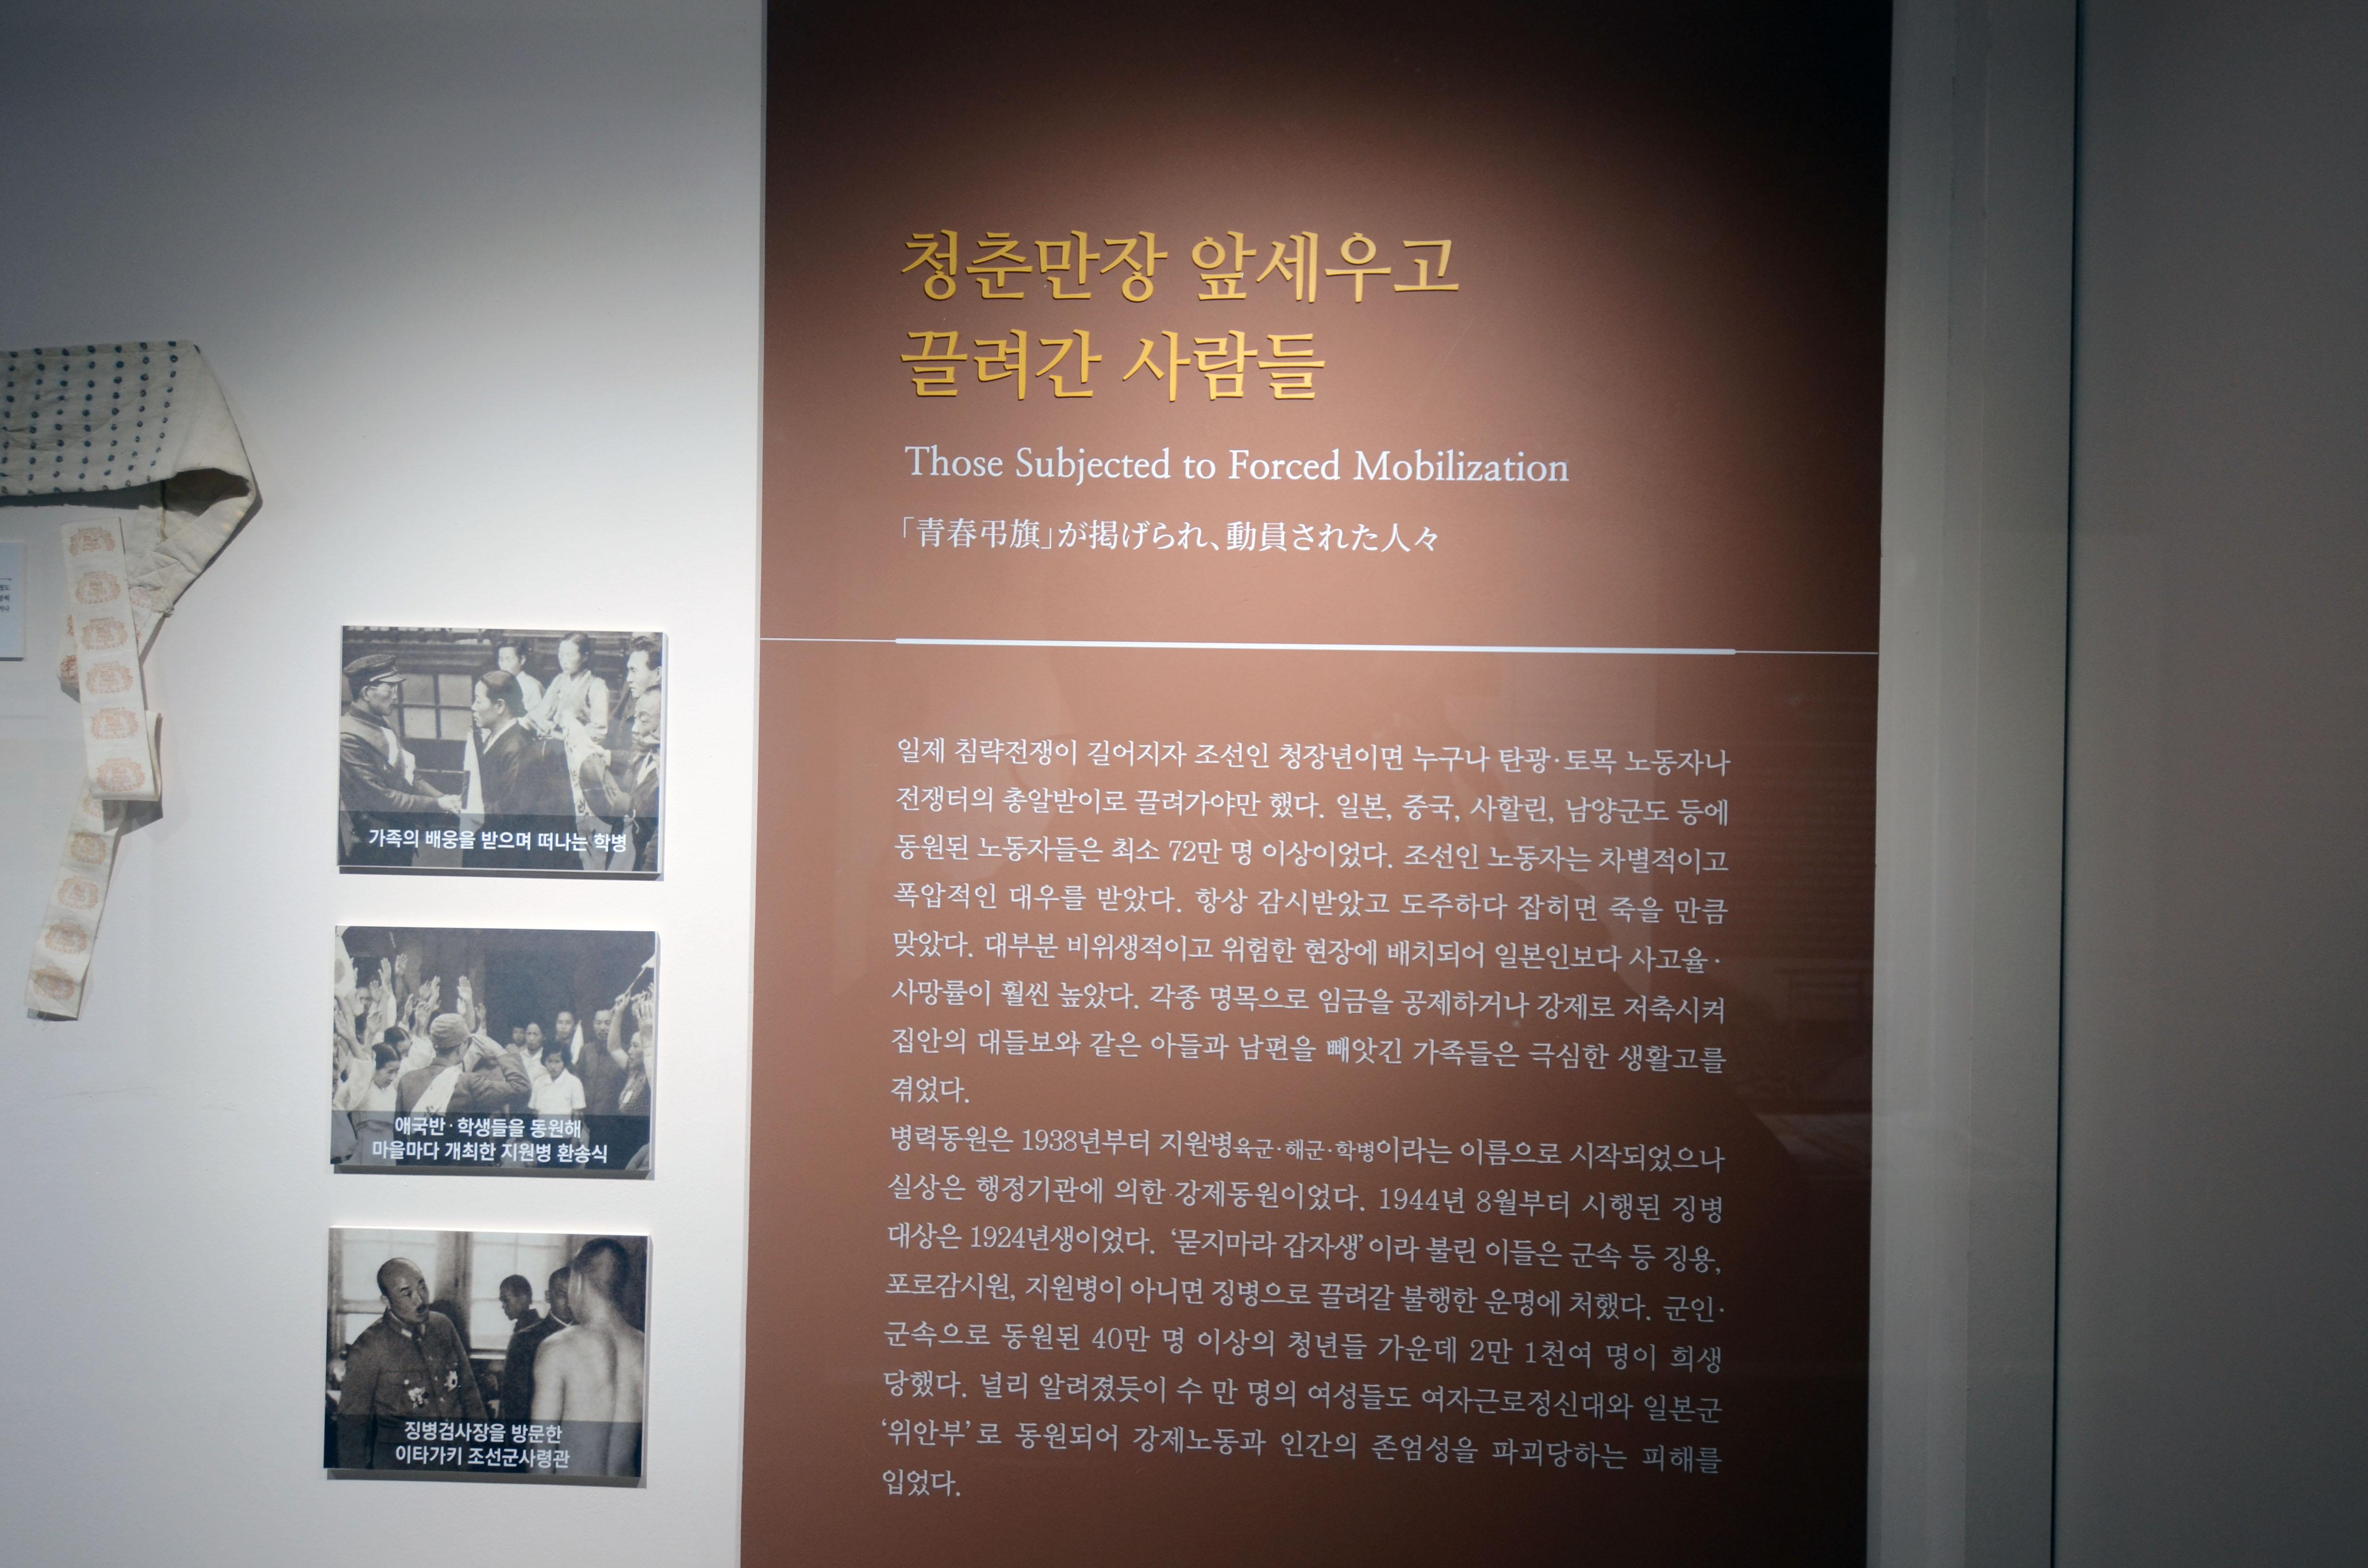 청춘만장 앞세우고
끌려간 사람들
Those Subjected to Forced Mobilization
「青春弔旗」が掲げられ、動員された人々
일제 침략전쟁이 길어지자 조선인 청장년이면 누구나 탄광·토목 노동자나
전쟁터의 총알받이로 끌려가야만 했다. 일본, 중국, 사할린, 남양군도 등에
동원된 노동자들은 최소 72만 명 이상이었다. 조선인 노동자는 차별적이고
폭압적인 대우를 받았다. 항상 감시받았고 도주하다 잡히면 죽을 만큼
맞았다. 대부분 비위생적이고 위험한 현장에 배치되어 일본인보다 사고율·
사망률이 훨씬 높았다. 각종 명목으로 임금을 공제하거나 강제로 저축시켜
집안의 대들보와 같은 아들과 남편을 빼앗긴 가족들은 극심한 생활고를
겪었다.
병력동원은 1938년부터 지원병육군·해군·학병이라는 이름으로 시작되었으나
실상은 행정기관에 의한 강제동원이었다. 1944년 8월부터 시행된 징병
대상은 1924년생이었다. ‘묻지마라 갑자생’이라 불린 이들은 군속 등 징용,
포로감시원, 지원병이 아니면 징병으로 끌려갈 불행한 운명에 처했다. 군인·
군속으로 동원된 40만 명 이상의 청년들 가운데 2만 1천여 명이 희생
당했다. 널리 알려졌듯이 수 만 명의 여성들도 여자근로정신대와 일본군
‘위안부’로 동원되어 강제노동과 인간의 존엄성을 파괴당하는 피해를
입었다.
가족의 배웅을 받으며 떠나는 학병
애국반·학생들을 동원해
마을마다 개최한 지원병 환송식
징병검사장을 방문한
이타가키 조선군사령관